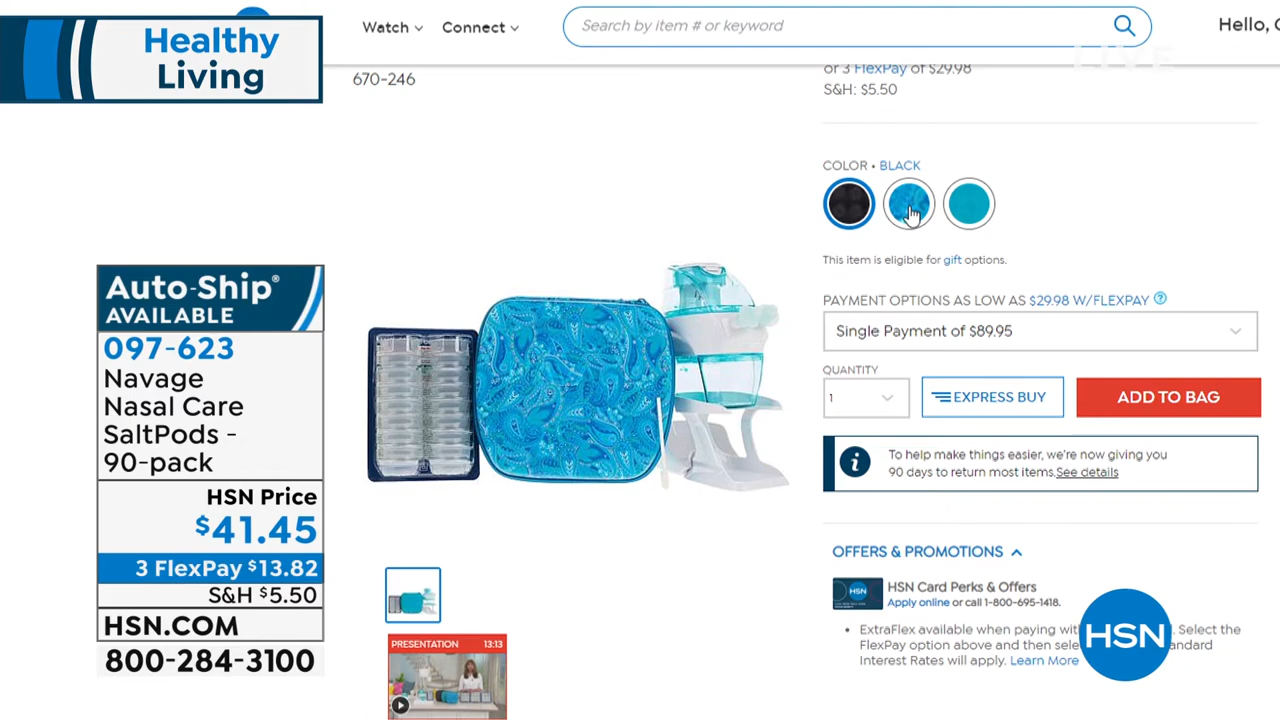 Healthy
Living
Watch
Connect
Search by item # or keyword
Hello,
LIVE
670-246
or 3 FlexPay of $29.98
S&H: $5.50
COLOR • BLACK
This item is eligible for gift options.
PAYMENT OPTIONS AS LOW AS $29.98 W/FLEXPAY ?
Single Payment of $89.95
QUANTITY
1
EXPRESS BUY
ADD TO BAG
To help make things easier, we're now giving you
90 days to return most items.See details
OFFERS & PROMOTIONS
HSN
HSN Card Perks & Offers
Apply online or call 1-800-695-1418.
• ExtraFlex available when paying wit
. Select the
FlexPay option above and then sele
andard
Interest Rates will apply. Learn More
HSN
PRESENTATION 13:13
Auto-Ship®
AVAILABLE
097-623
Navage
Nasal Care
SaltPods -
90-pack
HSN Price
$41.45
3 FlexPay $13.82
S&H $5.50
HSN.COM
800-284-3100